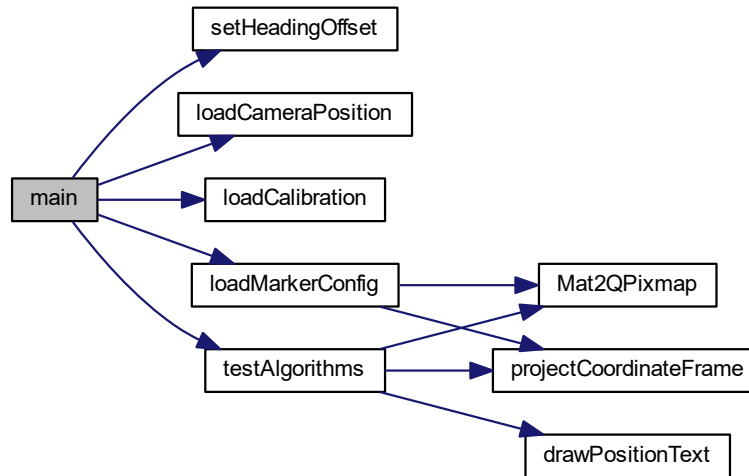 setHeadingOffset
loadCameraPosition
main
loadCalibration
loadMarkerConfig
Mat2QPixmap
testAlgorithms
projectCoordinateFrame
drawPositionText